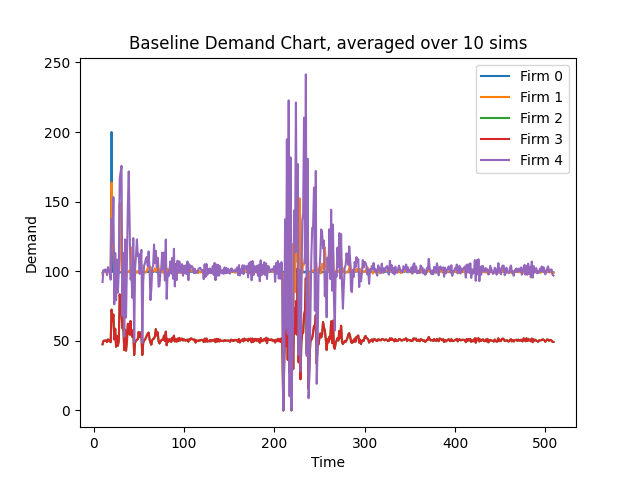 Baseline Demand Chart, averaged over 10 sims
250
200
150
100
50
0
Demand
Firm 0
Firm 1
Firm 2
Firm 3
Firm 4
0
100
200
300
400
500
Time